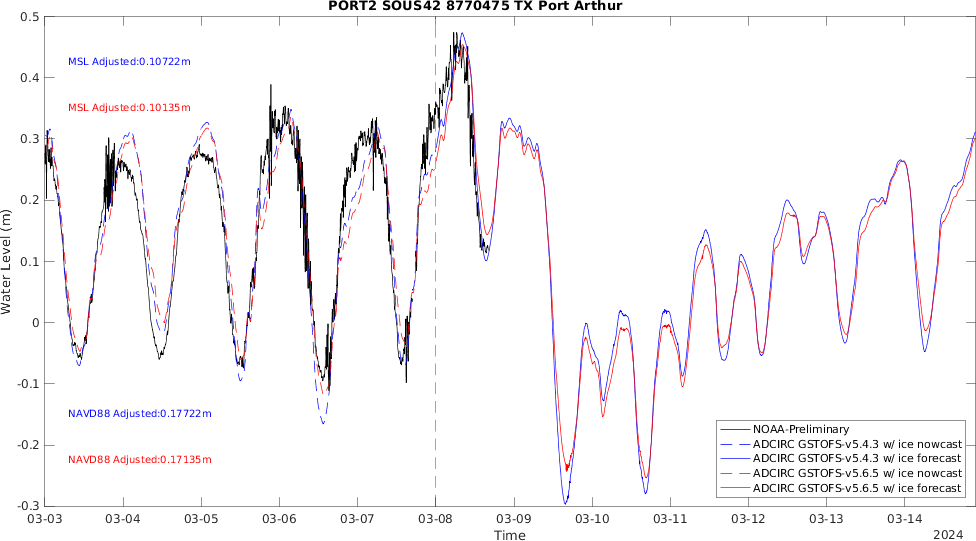 PORT2 SOUS42 8770475 TX Port Arthur
0.5
0.4
0.3
0.2
0.1
0
-0.1
-0.2
-0.3
Water Level (m)
MSL Adjusted:0.10722m
MSL Adjusted:0.10135m
NAVD88 Adjusted:0.17722m
NAVD88 Adjusted:0.17135m
NOAA-Preliminary
ADCIRC GSTOFS-v5.4.3 w/ ice nowcast
ADCIRC GSTOFS-v5.4.3 w/ ice forecast
ADCIRC GSTOFS-v5.6.5 w/ ice nowcast
ADCIRC GSTOFS-v5.6.5 w/ ice forecast
03-03 03-04 03-05 03-06 03-07 03-08 03-09 03-10 03-11 03-12 03-13 03-14
Time
2024